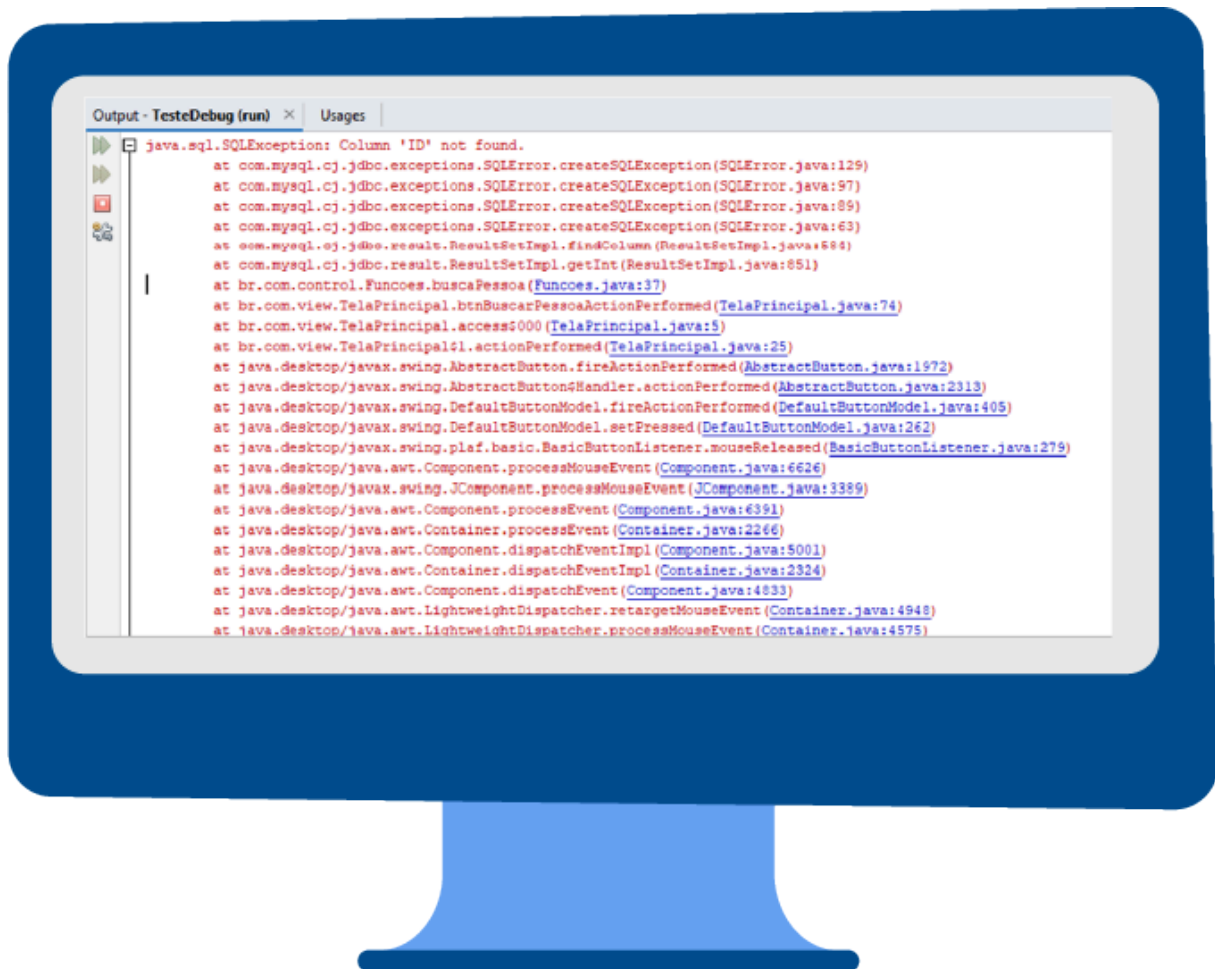 Output - TesteDebug (run) × Usages
java.sql.SQLException: Column 'ID' not found.
at com.mysql.cj.jdbc.exceptions.SQLError.createSQLException(SQLError.java:129)
at com.mysql.cj.jdbc.exceptions.SQLError.createSQLException(SQLError.java:97)
at com.mysql.cj.jdbc.exceptions.SQLError.createSQLException(SQLError.java:89)
at com.mysql.cj.jdbc.exceptions.SQLError.createSQLException(SQLError.java:63)
at com.mysql.cj.jdbc.result.ResultSetImpl.findColumn(ResultSetImpl.java:584)
at com.mysql.cj.jdbc.result.ResultSetImpl.getInt(ResultSetImpl.java:851)
at br.com.control.Funcoes.buscaPessoa(Funcoes.java:37)
at br.com.view.TelaPrincipal.btnBuscarPessoaActionPerformed(TelaPrincipal.java:74)
at br.com.view.TelaPrincipal.access$000(TelaPrincipal.java:5)
at br.com.view.TelaPrincipal$1.actionPerformed(TelaPrincipal.java:25)
at java.desktop/javax.swing.AbstractButton.fireActionPerformed(AbstractButton.java:1972)
at java.desktop/javax.swing.AbstractButton$Handler.actionPerformed(AbstractButton.java:2313)
at java.desktop/javax.swing.DefaultButtonModel.fireActionPerformed(DefaultButtonModel.java:405)
at java.desktop/javax.swing.DefaultButtonModel.setPressed(DefaultButtonModel.java:262)
at java.desktop/javax.swing.plaf.basic.BasicButtonListener.mouseReleased(BasicButtonListener.java:279)
at java.desktop/java.awt.Component.processMouseEvent(Component.java:6626)
at java.desktop/javax.swing.JComponent.processMouseEvent(JComponent.java:3389)
at java.desktop/java.awt.Component.processEvent(Component.java:6391)
at java.desktop/java.awt.Container.processEvent(Container.java:2266)
at java.desktop/java.awt.Component.dispatchEventImpl(Component.java:5001)
at java.desktop/java.awt.Container.dispatchEventImpl(Container.java:2324)
at java.desktop/java.awt.Component.dispatchEvent(Component.java:4833)
at java.desktop/java.awt.LightweightDispatcher.retargetMouseEvent(Container.java:4948)
at java.desktop/java.awt.LightweightDispatcher.processMouseEvent(Container.java:4575)